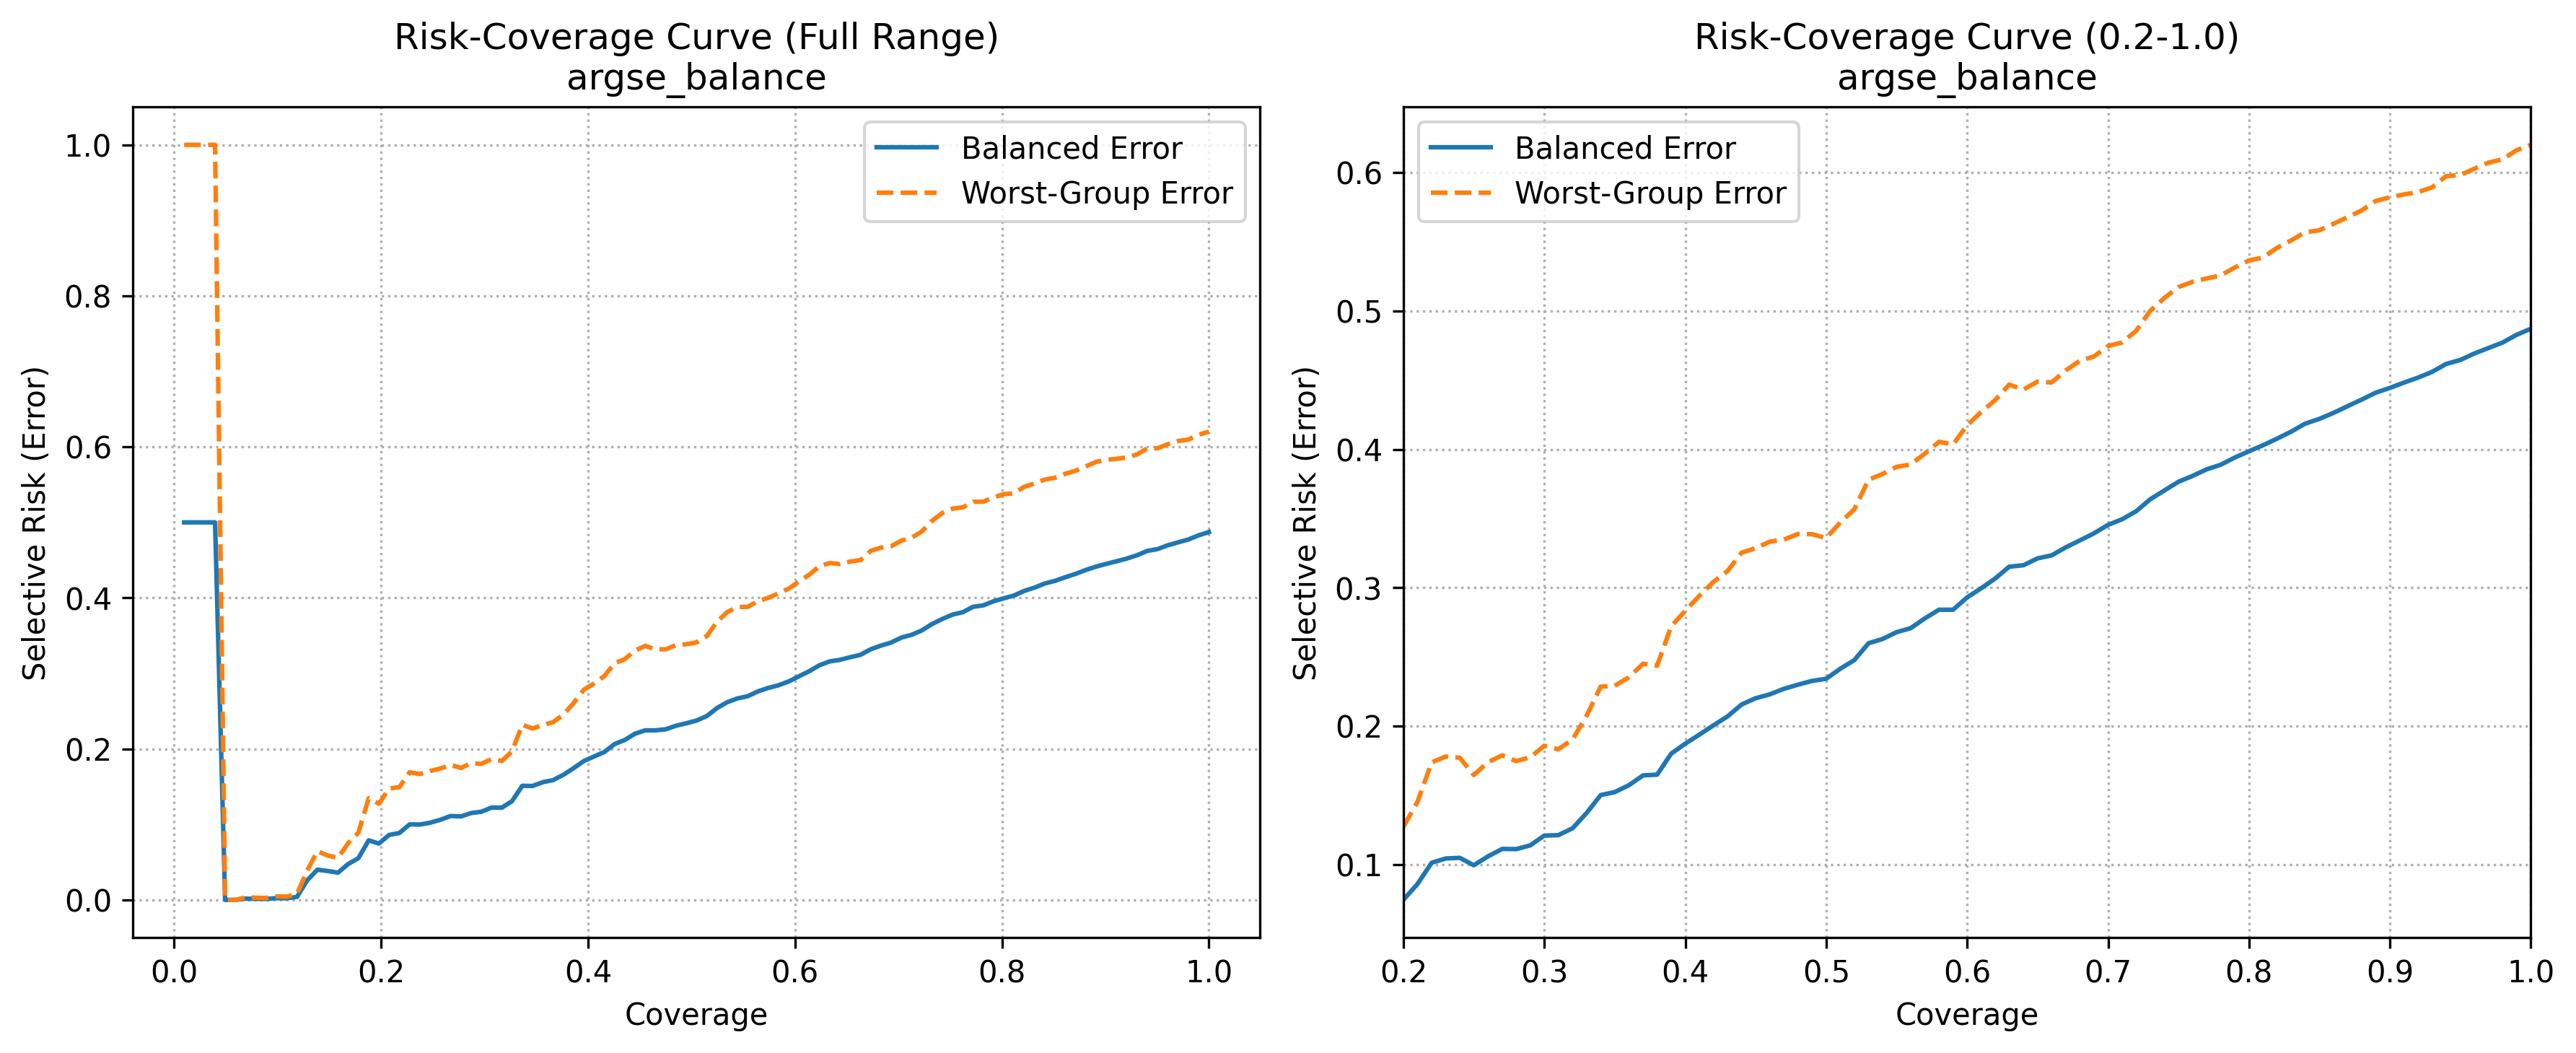 Risk-Coverage Curve (Full Range)
argse_balance
Selective Risk (Error)
1.0
0.8
0.6
0.4
0.2
0.0
Balanced Error
Worst-Group Error
0.0 0.2 0.4 0.6 0.8 1.0
Coverage
Risk-Coverage Curve (0.2-1.0)
argse_balance
Selective Risk (Error)
0.6
0.5
0.4
0.3
0.2
0.1
Balanced Error
Worst-Group Error
0.2 0.3 0.4 0.5 0.6 0.7 0.8 0.9 1.0
Coverage